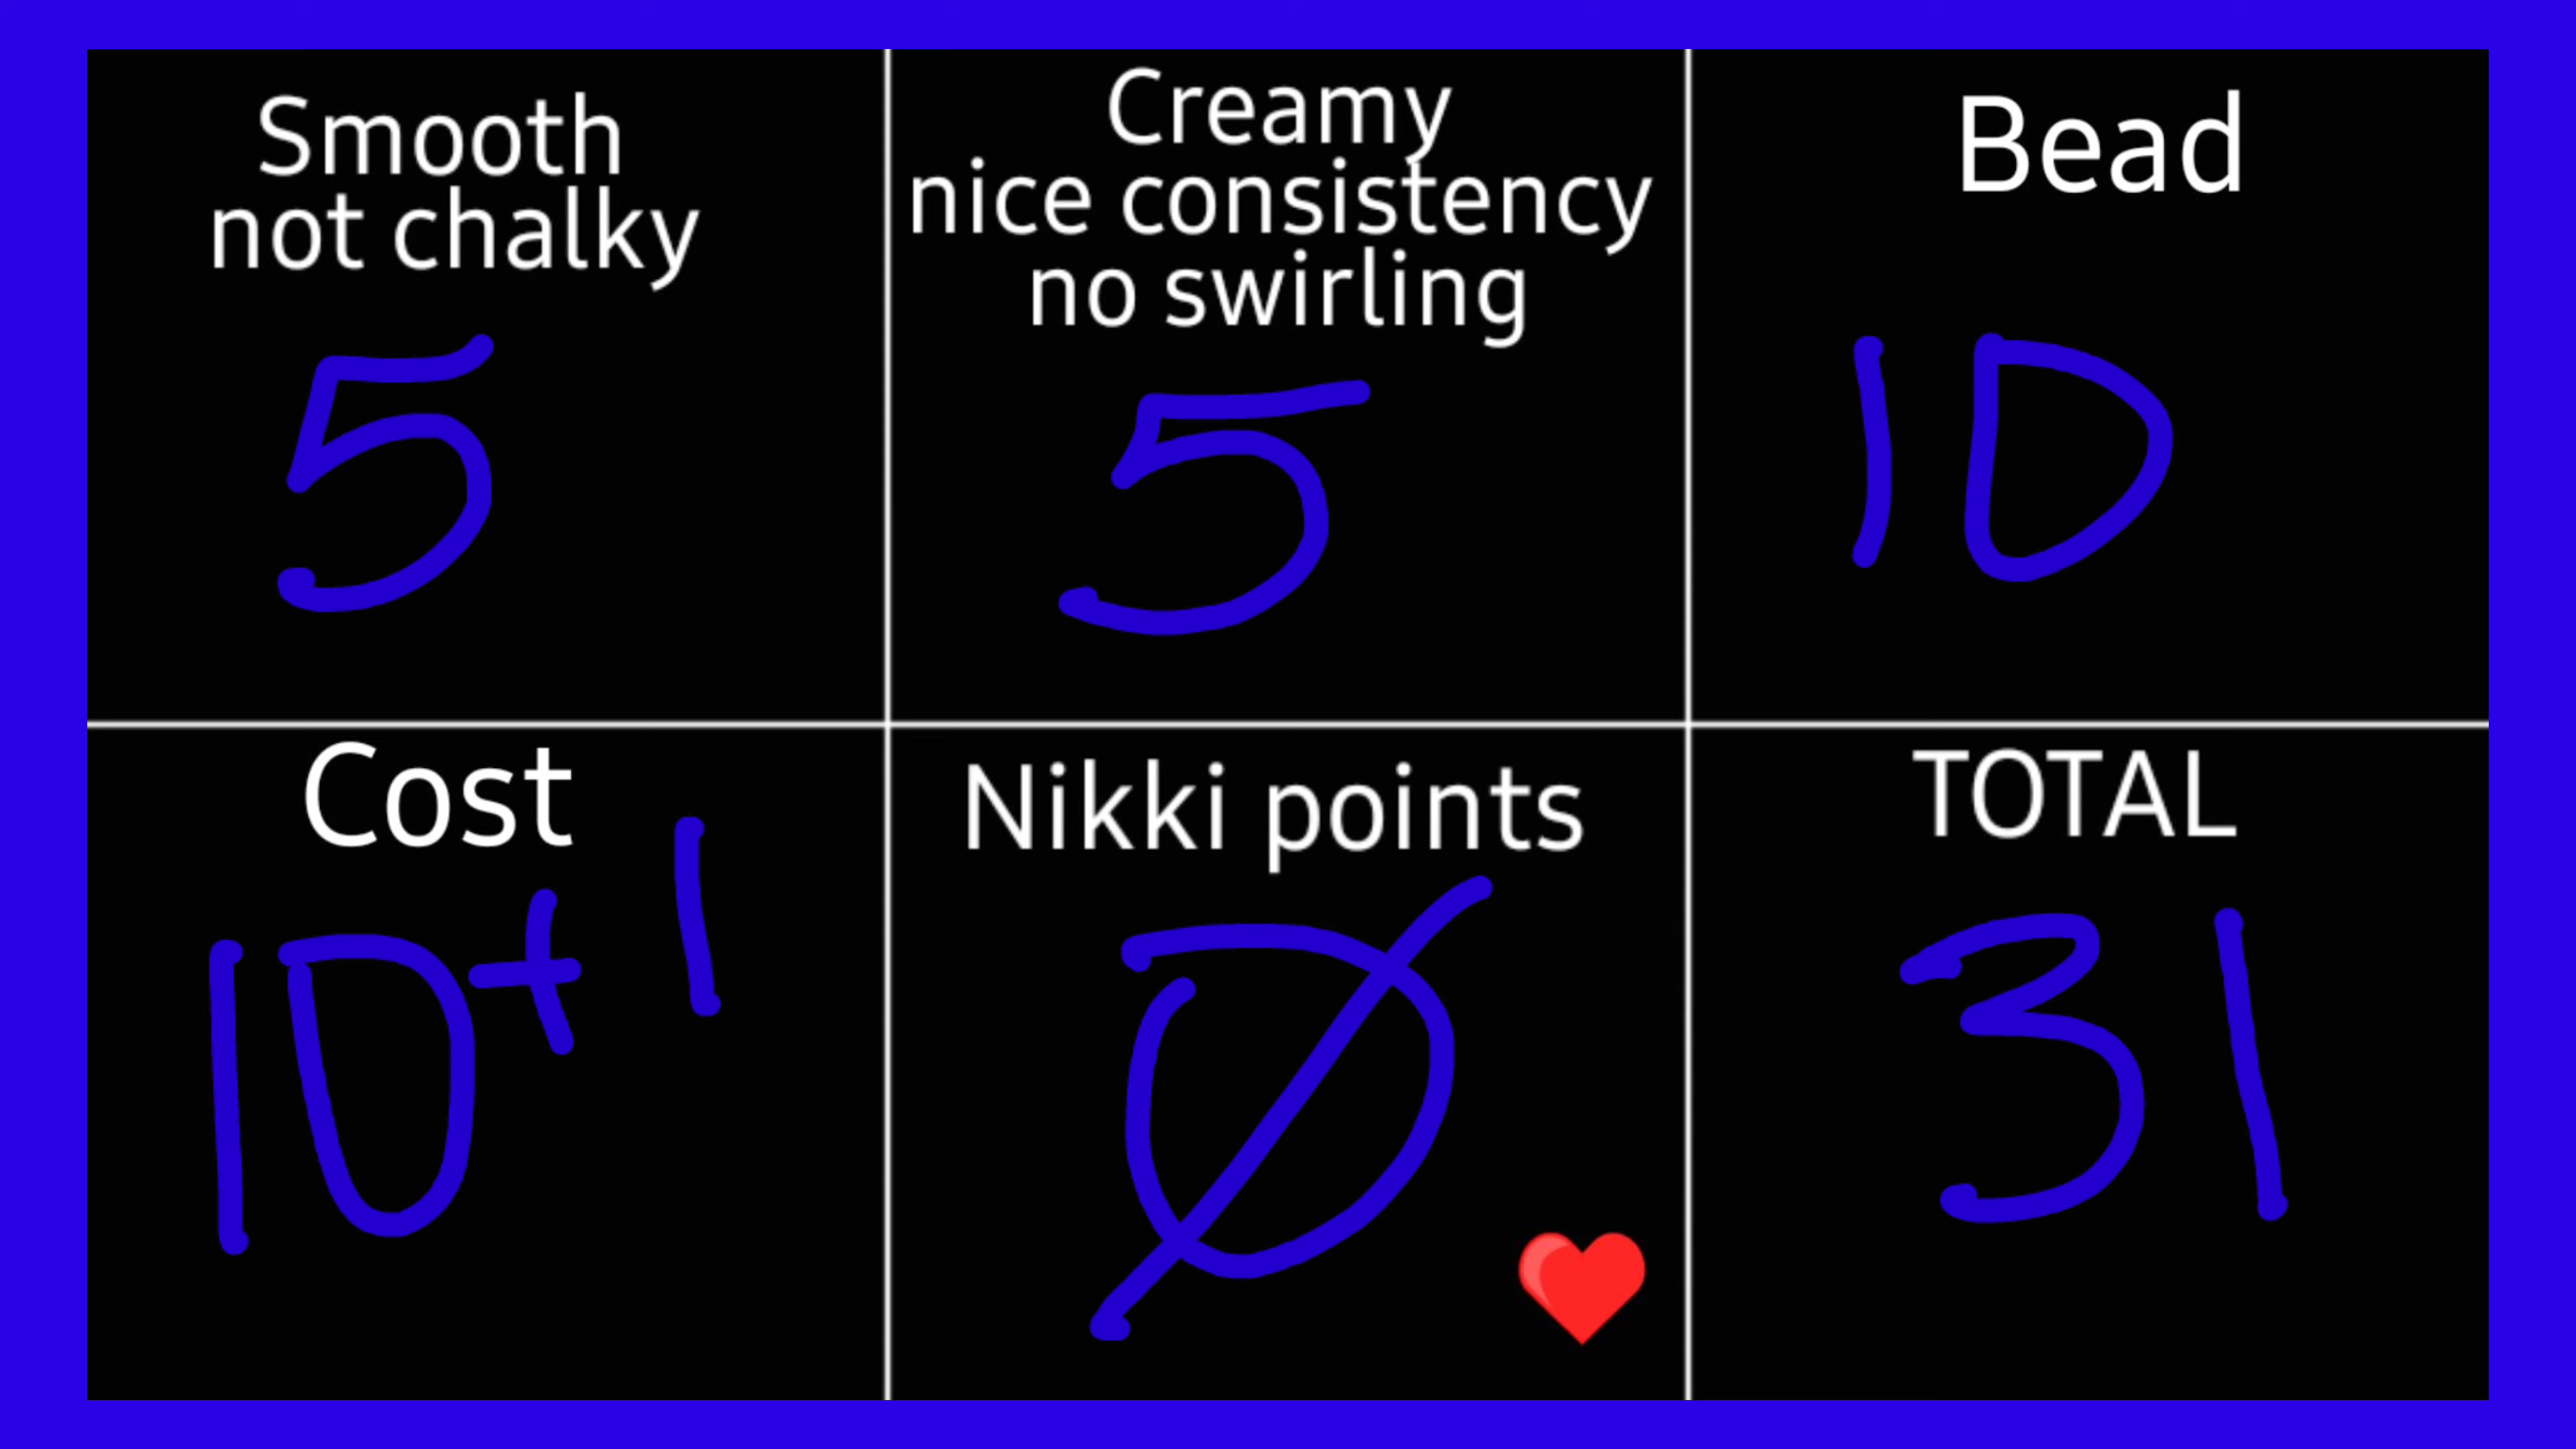 Smooth
not chalky
5
Creamy
nice consistency
no swirling
5
Bead
10
Cost
10+1
Nikki points
0
TOTAL
31